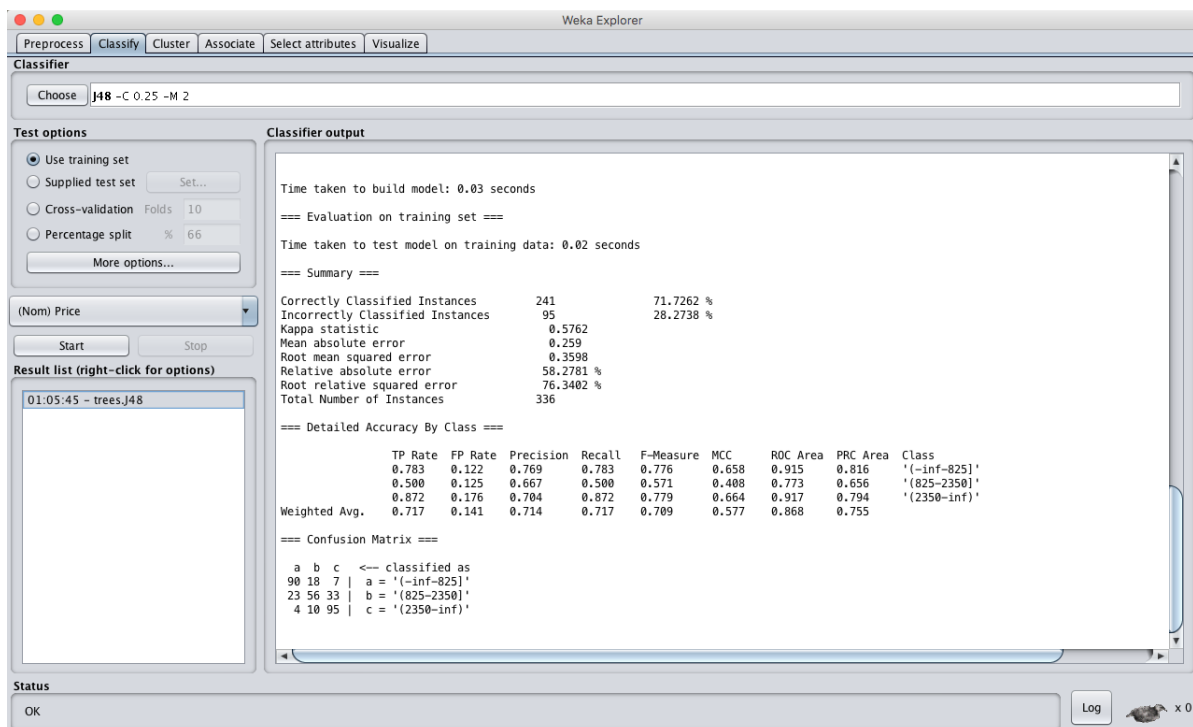 Weka Explorer
Preprocess Classify Cluster Associate Select attributes Visualize
Classifier
Choose J48 -C 0.25 -M 2
Test options
Use training set
Supplied test set Set...
Cross-validation Folds 10
Percentage split % 66
More options...
(Nom) Price
Start Stop
Result list (right-click for options)
01:05:45 - trees.J48
Classifier output
Time taken to build model: 0.03 seconds
=== Evaluation on training set ===
Time taken to test model on training data: 0.02 seconds
=== Summary ===
Correctly Classified Instances 241 71.7262 %
Incorrectly Classified Instances 95 28.2738 %
Kappa statistic 0.5762
Mean absolute error 0.259
Root mean squared error 0.3598
Relative absolute error 58.2781 %
Root relative squared error 76.3402 %
Total Number of Instances 336
=== Detailed Accuracy By Class ===
TP Rate FP Rate Precision Recall F-Measure MCC ROC Area PRC Area Class
0.783 0.122 0.769 0.783 0.776 0.658 0.915 0.816 '(-inf-825]'
0.500 0.125 0.667 0.500 0.571 0.408 0.773 0.656 '(825-2350]'
0.872 0.176 0.704 0.872 0.779 0.664 0.917 0.794 '(2350-inf)'
Weighted Avg. 0.717 0.141 0.714 0.717 0.709 0.577 0.868 0.755
=== Confusion Matrix ===
a b c <-- classified as
90 18 7 | a = '(-inf-825]'
23 56 33 | b = '(825-2350]'
4 10 95 | c = '(2350-inf)'
Status
OK
Log x 0